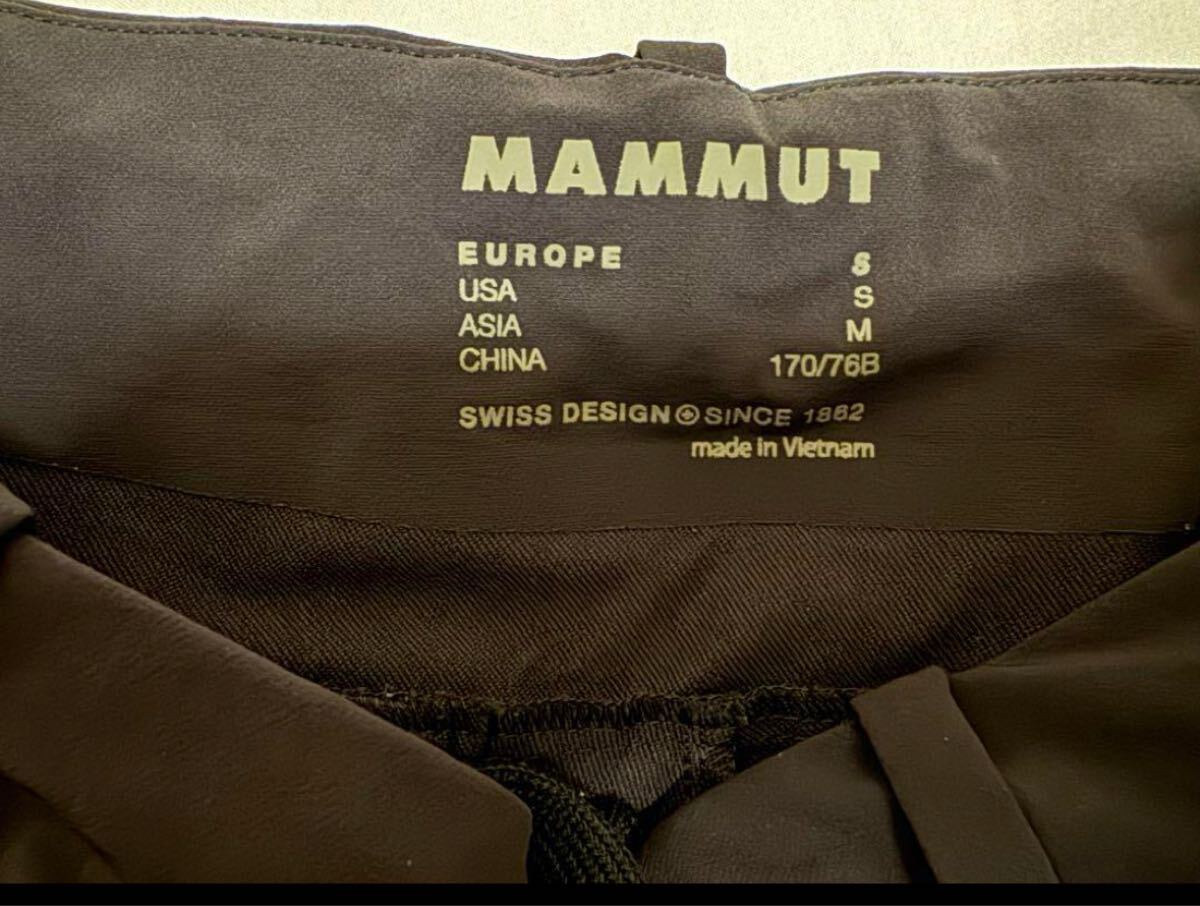 MAMMUT
EUROPE S
USA S
ASIA M
CHINA 170/76B
SWISS DESIGN SINCE 1862
made in Vietnam